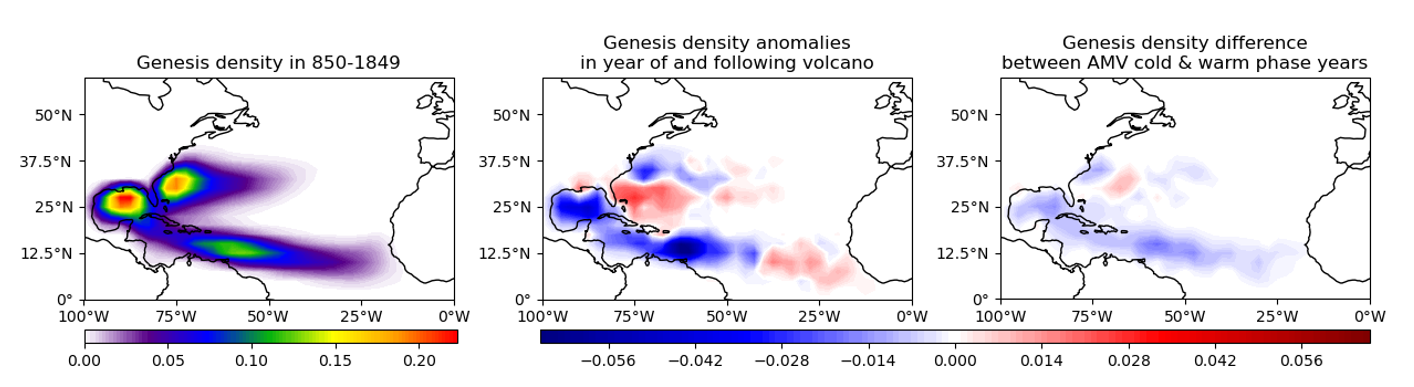 Genesis density in 850-1849
Genesis density anomalies
in year of and following volcano
Genesis density difference
between AMV cold & warm phase years
50°N
37.5°N
25°N
12.5°N
0°
100°W
75°W
50°W
25°W
0°W
50°N
37.5°N
25°N
12.5°N
0°
100°W
75°W
50°W
25°W
0°W
50°N
37.5°N
25°N
12.5°N
0°
100°W
75°W
50°W
25°W
0°W
0.00 0.05 0.10 0.15 0.20
−0.056 −0.042 −0.028 −0.014 0.000 0.014 0.028 0.042 0.056